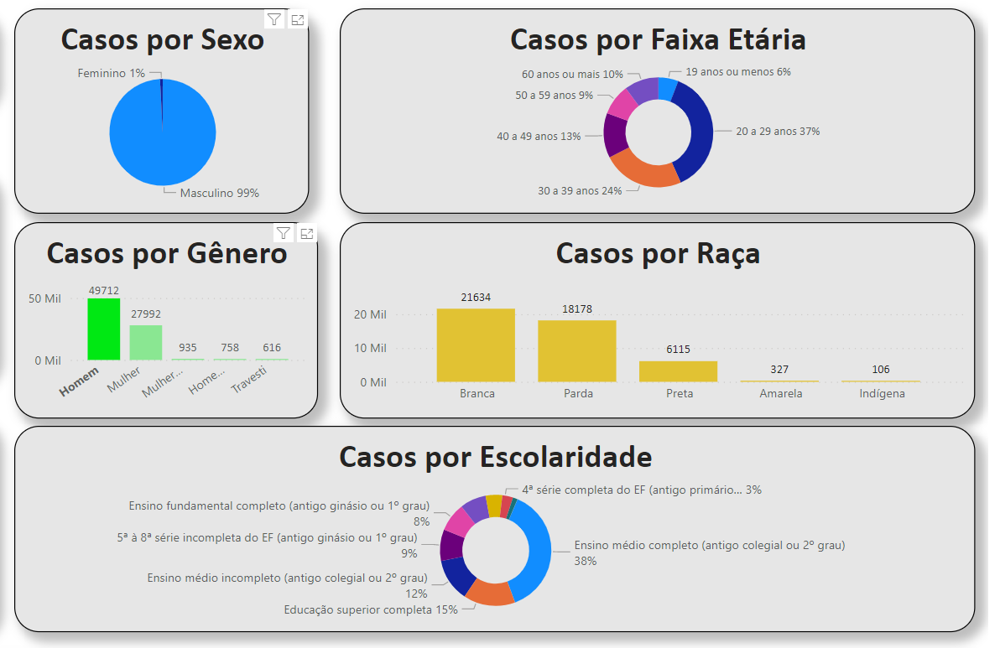 Casos por Sexo
Feminino 1%
Masculino 99%
Casos por Faixa Etária
60 anos ou mais 10%
19 anos ou menos 6%
50 a 59 anos 9%
40 a 49 anos 13%
20 a 29 anos 37%
30 a 39 anos 24%
Casos por Gênero
50 Mil
0 Mil
49712
27992
935
758
616
Homem
Mulher
Mulher...
Home...
Travesti
Casos por Raça
20 Mil
10 Mil
0 Mil
21634
18178
6115
327
106
Branca
Parda
Preta
Amarela
Indígena
Casos por Escolaridade
4ª série completa do EF (antigo primário... 3%
Ensino fundamental completo (antigo ginásio ou 1º grau)
8%
5ª à 8ª série incompleta do EF (antigo ginásio ou 1º grau)
9%
Ensino médio completo (antigo colegial ou 2º grau)
38%
Ensino médio incompleto (antigo colegial ou 2º grau)
12%
Educação superior completa 15%